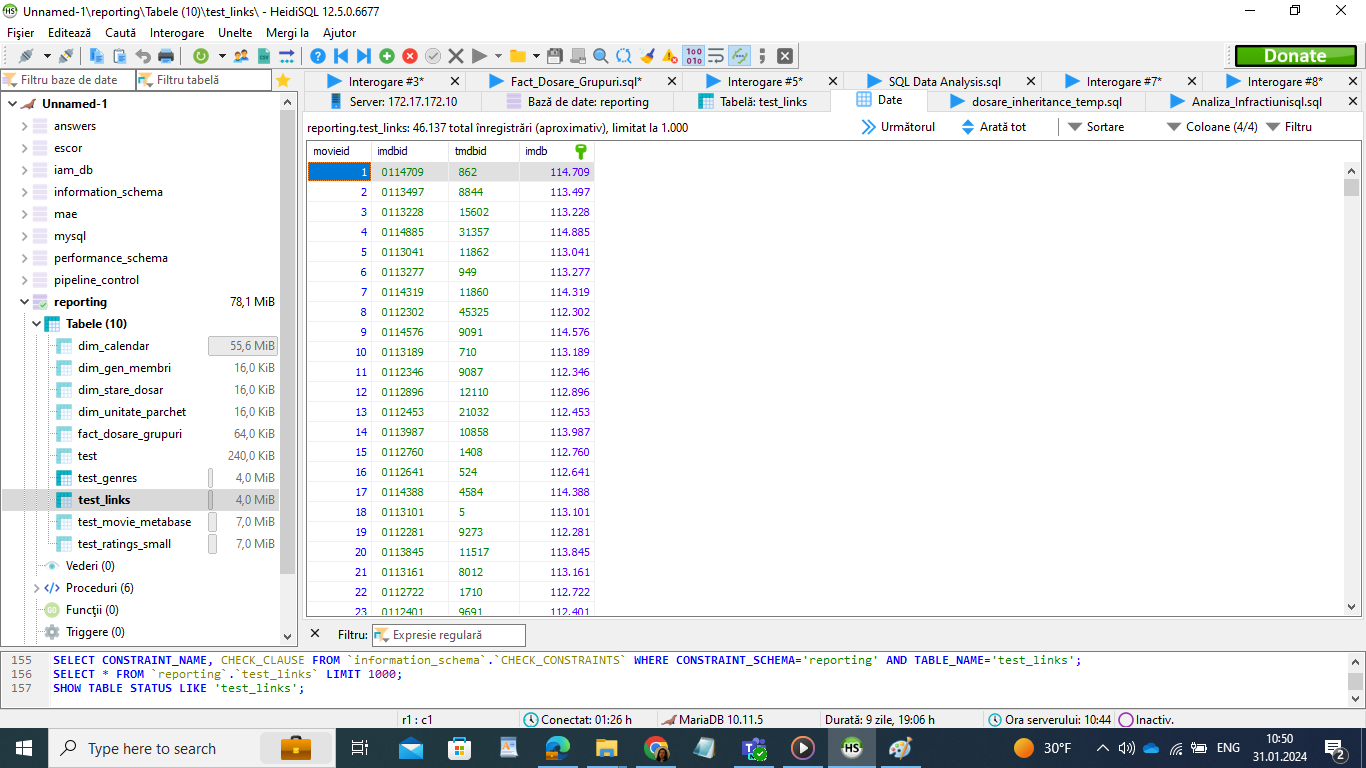 Unnamed-1\reporting\Tabele (10)\test_links\ - HeidiSQL 12.5.0.6677
Fișier Editează Caută Interogare Unelte Mergi la Ajutor
Donate
Filtru baze de date Filtru tabelă
Interogare #3* Fact_Dosare_Grupuri.sql* Interogare #5* SQL Data Analysis.sql Interogare #7* Interogare #8*
Server: 172.17.172.10 Bază de date: reporting Tabelă: test_links Date dosare_inheritance_temp.sql Analiza_Infractiunisql.sql
Unnamed-1
answers
escor
iam_db
information_schema
mae
mysql
performance_schema
pipeline_control
reporting 78,1 MiB
Tabele (10)
dim_calendar 55,6 MiB
dim_gen_membri 16,0 KiB
dim_stare_dosar 16,0 KiB
dim_unitate_parchet 16,0 KiB
fact_dosare_grupuri 64,0 KiB
test 240,0 KiB
test_genres 4,0 MiB
test_links 4,0 MiB
test_movie_metabase 7,0 MiB
test_ratings_small 7,0 MiB
Vederi (0)
Proceduri (6)
Funcţii (0)
Triggere (0)
reporting.test_links: 46.137 total înregistrări (aproximativ), limitat la 1.000 Următorul Arată tot Sortare Coloane (4/4) Filtru
movieid imdbid tmdbid imdb
1 0114709 862 114.709
2 0113497 8844 113.497
3 0113228 15602 113.228
4 0114885 31357 114.885
5 0113041 11862 113.041
6 0113277 949 113.277
7 0114319 11860 114.319
8 0112302 45325 112.302
9 0114576 9091 114.576
10 0113189 710 113.189
11 0112346 9087 112.346
12 0112896 12110 112.896
13 0112453 21032 112.453
14 0113987 10858 113.987
15 0112760 1408 112.760
16 0112641 524 112.641
17 0114388 4584 114.388
18 0113101 5 113.101
19 0112281 9273 112.281
20 0113845 11517 113.845
21 0113161 8012 113.161
22 0112722 1710 112.722
23 0112401 9691 112.401
Filtru: Expresie regulară
155 SELECT CONSTRAINT_NAME, CHECK_CLAUSE FROM `information_schema`.`CHECK_CONSTRAINTS` WHERE CONSTRAINT_SCHEMA='reporting' AND TABLE_NAME='test_links';
156 SELECT * FROM `reporting`.`test_links` LIMIT 1000;
157 SHOW TABLE STATUS LIKE 'test_links';
r1 : c1 Conectat: 01:26 h MariaDB 10.11.5 Durată: 9 zile, 19:06 h Ora serverului: 10:44 Inactiv.
Type here to search
30°F ENG
10:50
31.01.2024
2